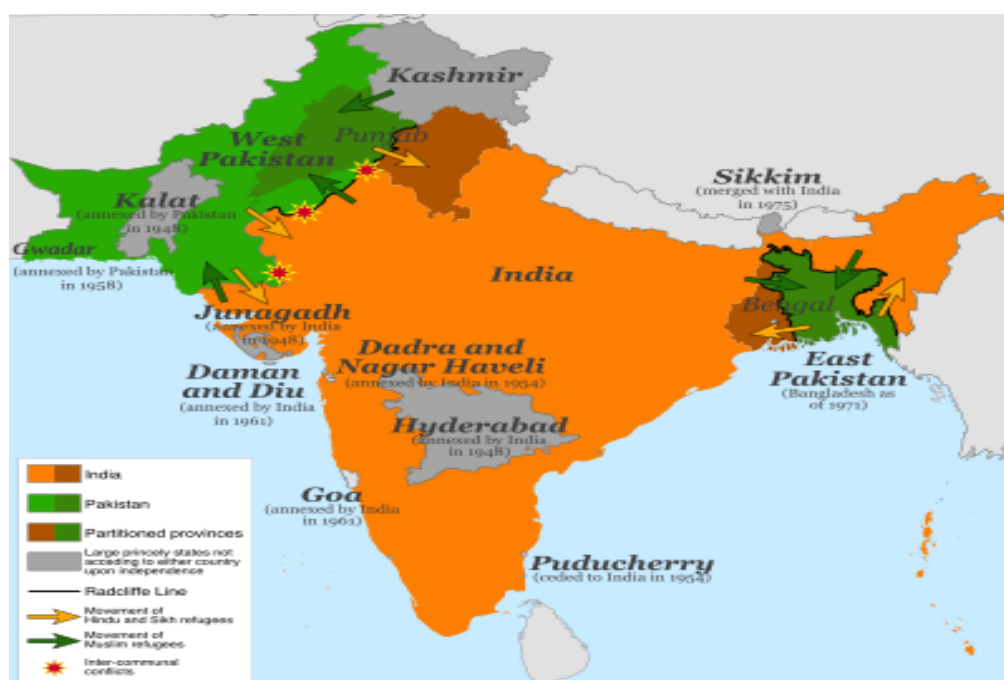 Kashmir
Punjab
West
Pakistan
Sikkim
(merged with India
in 1975)
Kalat
(annexed by Pakistan
in 1948)
Gwadar
(annexed by Pakistan
in 1958)
India
Bengal
Junagadh
(annexed by India
in 1948)
Dadra and
Nagar Haveli
(annexed by India in 1954)
Daman
and Diu
(annexed by India
in 1961)
East
Pakistan
(Bangladesh as
of 1971)
Hyderabad
(annexed by India
in 1948)
Goa
(annexed by India
in 1961)
Puducherry
(ceded to India in 1954)
India
Pakistan
Partitioned provinces
Large princely states not
acceding to either country
upon independence
Radcliffe Line
Movement of
Hindu and Sikh refugees
Movement of
Muslim refugees
Inter-communal
conflicts